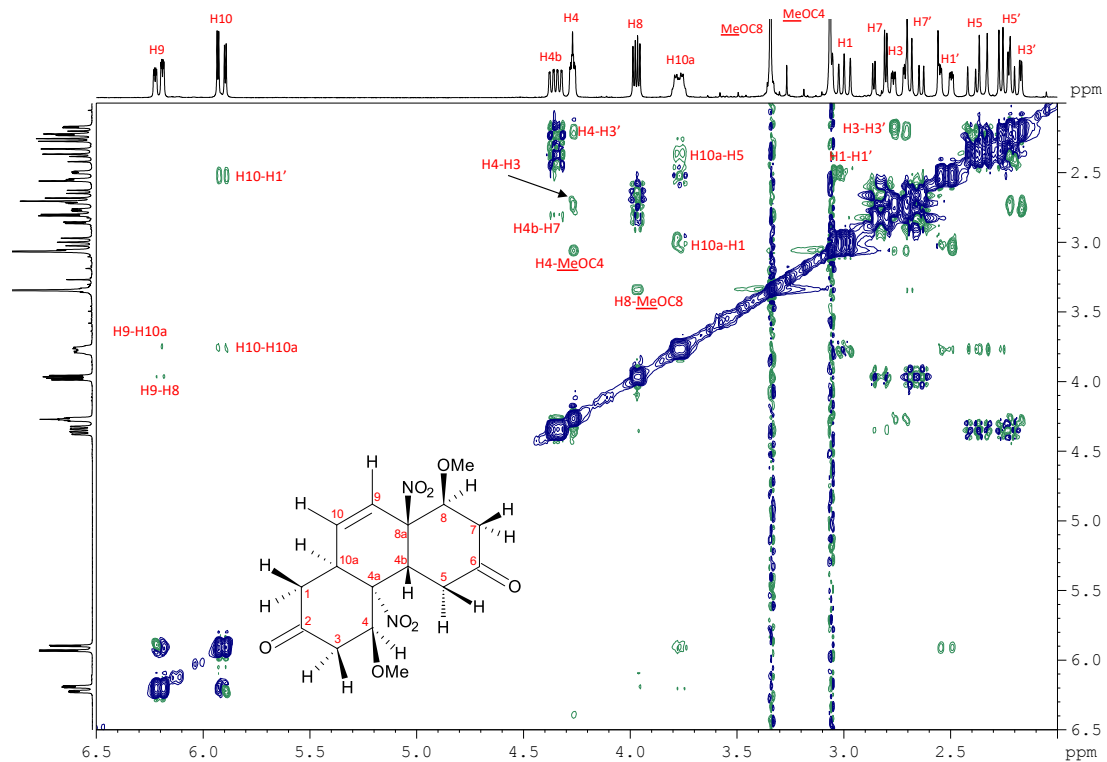 MeOC4
MeOC8
H10
H4
H8
H7
H7′
H5
H5′
H9
H4b
H10a
H1
H3
H1′
H3′
ppm
H4-H3′
H3-H3′
H4-H3
H10a-H5
H1-H1′
H10-H1′
2.5
H4b-H7
H10a-H1
3.0
H4-MeOC4
H8-MeOC8
3.5
H9-H10a
H10-H10a
H9-H8
4.0
4.5
H
OMe
NO2
H
H
9
8
H
10
8a
7
H
5.0
H
10a
4b
6
H
4a
H
5
O
1
H
H
5.5
H
2
4
NO2
O
3
H
6.0
H
H
OMe
6.5
6.5
6.0
5.5
5.0
4.5
4.0
3.5
3.0
2.5
ppm